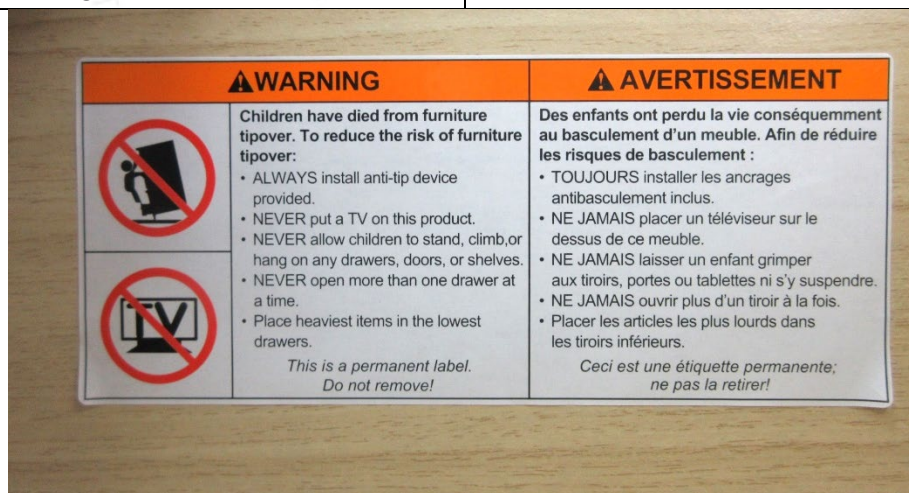 WARNING
Children have died from furniture
tipover. To reduce the risk of furniture
tipover:
• ALWAYS install anti-tip device
provided.
• NEVER put a TV on this product.
• NEVER allow children to stand, climb,or
hang on any drawers, doors, or shelves.
• NEVER open more than one drawer at
a time.
• Place heaviest items in the lowest
drawers.
This is a permanent label.
Do not remove!
AVERTISSEMENT
Des enfants ont perdu la vie conséquemment
au basculement d'un meuble. Afin de réduire
les risques de basculement :
• TOUJOURS installer les ancrages
antibasculement inclus.
• NE JAMAIS placer un téléviseur sur le
dessus de ce meuble.
• NE JAMAIS laisser un enfant grimper
aux tiroirs, portes ou tablettes ni s'y suspendre.
• NE JAMAIS ouvrir plus d'un tiroir à la fois.
• Placer les articles les plus lourds dans
les tiroirs inférieurs.
Ceci est une étiquette permanente;
ne pas la retirer!
TV